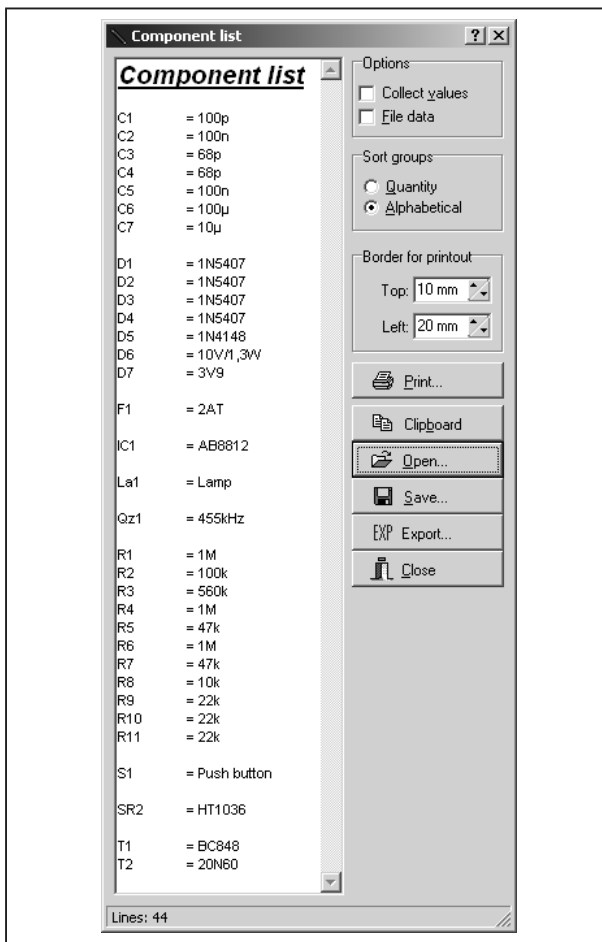 Component list
Component list
C1 = 100p
C2 = 100n
C3 = 68p
C4 = 68p
C5 = 100n
C6 = 100µ
C7 = 10µ
D1 = 1N5407
D2 = 1N5407
D3 = 1N5407
D4 = 1N5407
D5 = 1N4148
D6 = 10V/1,3W
D7 = 3V9
F1 = 2AT
IC1 = AB8812
La1 = Lamp
Qz1 = 455kHz
R1 = 1M
R2 = 100k
R3 = 560k
R4 = 1M
R5 = 47k
R6 = 1M
R7 = 47k
R8 = 10k
R9 = 22k
R10 = 22k
R11 = 22k
S1 = Push button
SR2 = HT1036
T1 = BC848
T2 = 20N60
Options
Collect values
File data
Sort groups
Quantity
Alphabetical
Border for printout
Top: 10 mm
Left: 20 mm
Print...
Clipboard
Open...
Save...
EXP Export...
Close
Lines: 44